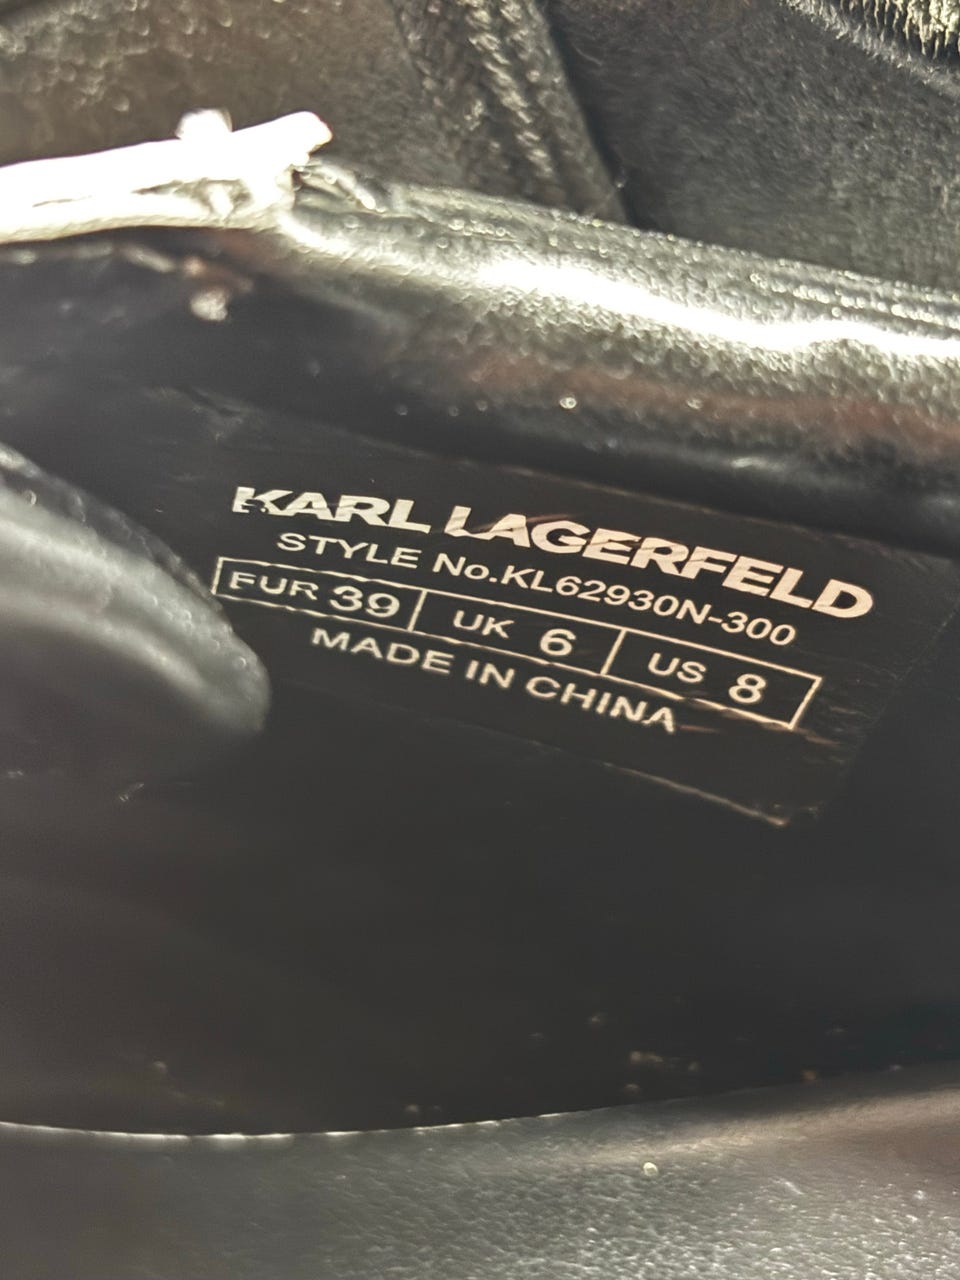 KARL LAGERFELD
STYLE No.KL62930N-300
EUR 39 UK 6 US 8
MADE IN CHINA